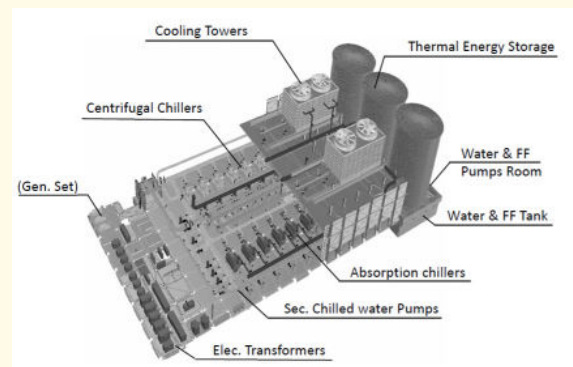 Cooling Towers
Thermal Energy Storage
Centrifugal Chillers
Water & FF
Pumps Room
(Gen. Set)
Water & FF Tank
Absorption chillers
Sec. Chilled water Pumps
Elec. Transformers